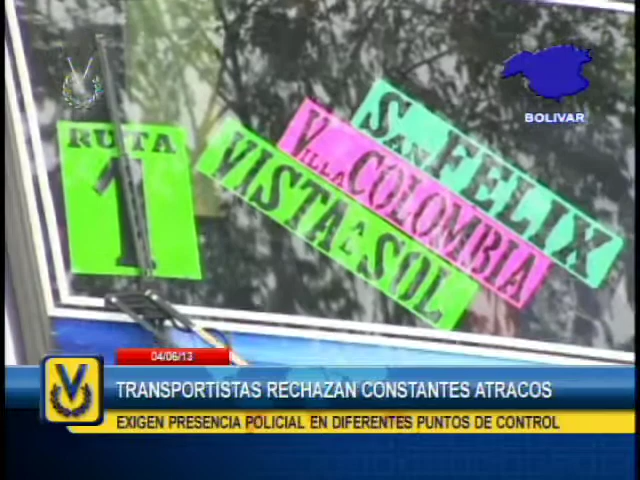 BOLIVAR
RUTA
1
SAN FELIX
VILLA COLOMBIA
VISTA AL SOL
04/06/13
TRANSPORTISTAS RECHAZAN CONSTANTES ATRACOS
EXIGEN PRESENCIA POLICIAL EN DIFERENTES PUNTOS DE CONTROL